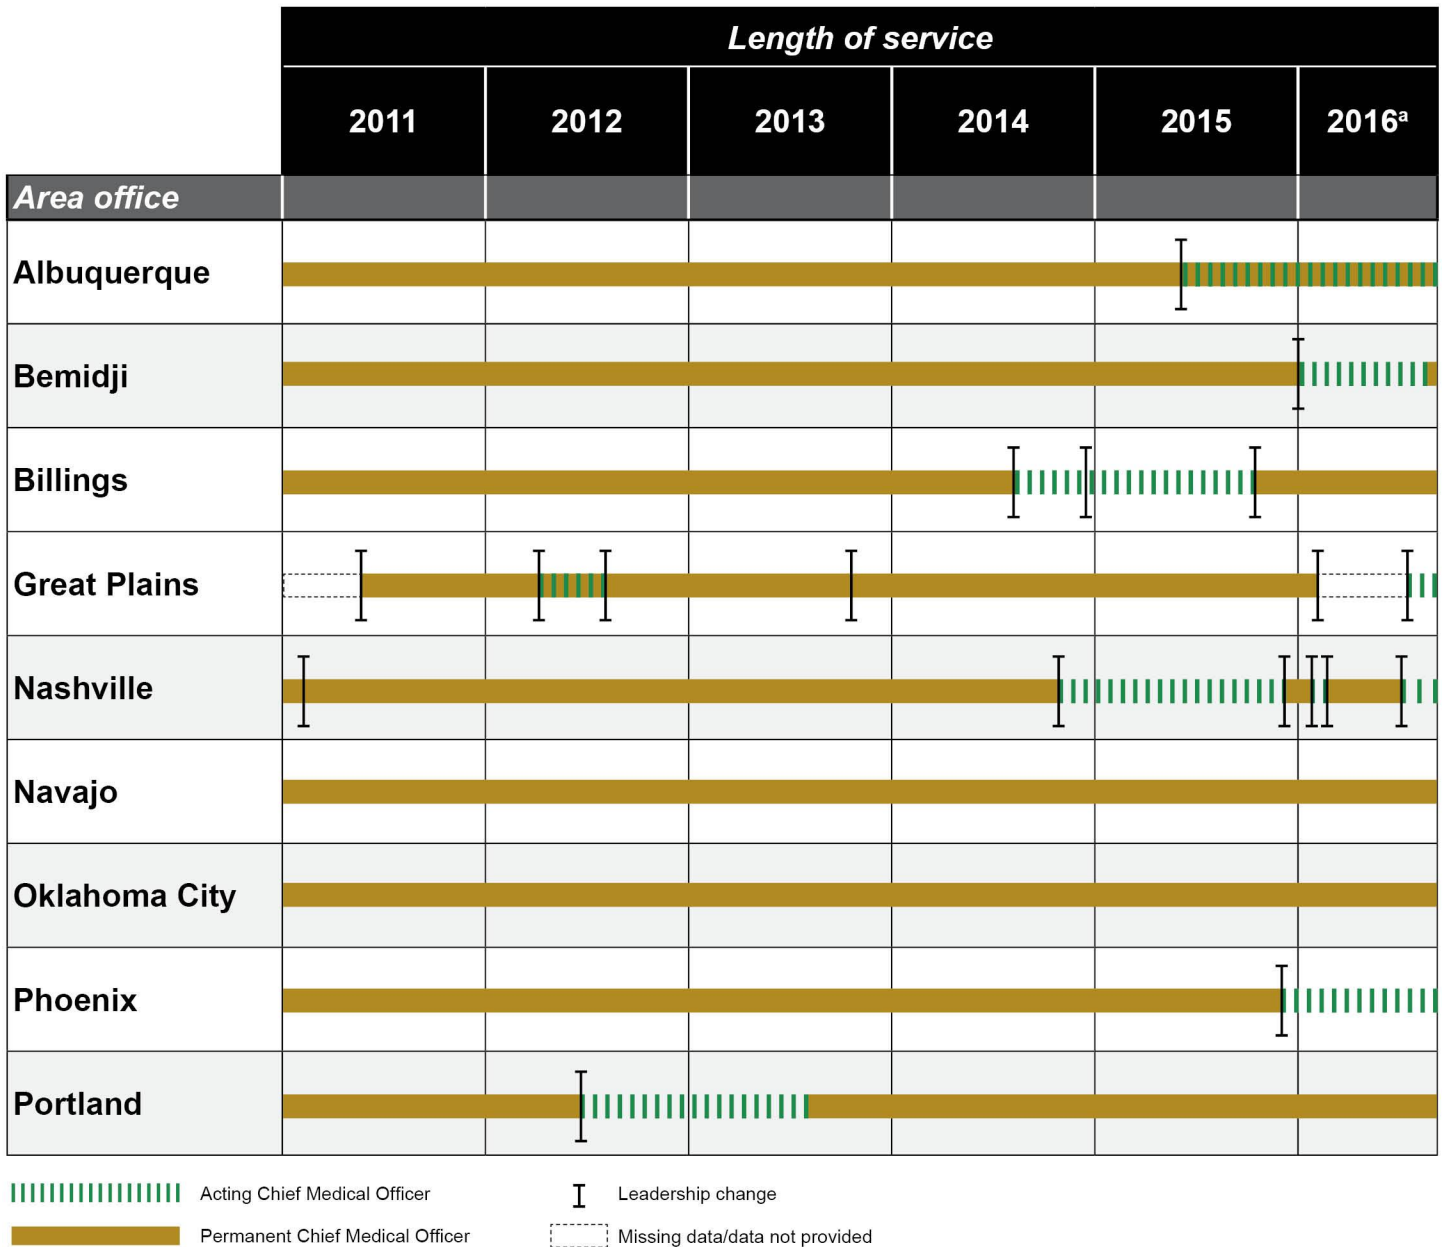 Length of service
2011 2012 2013 2014 2015 2016ᵃ
Area office
Albuquerque
Bemidji
Billings
Great Plains
Nashville
Navajo
Oklahoma City
Phoenix
Portland
Acting Chief Medical Officer Leadership change
Permanent Chief Medical Officer Missing data/data not provided